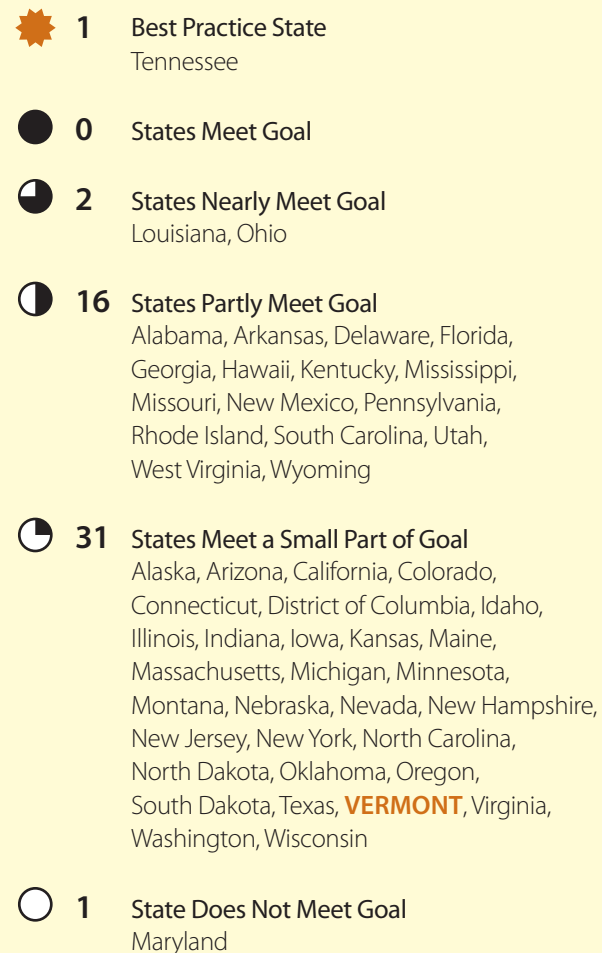 1 Best Practice State
Tennessee
0 States Meet Goal
2 States Nearly Meet Goal
Louisiana, Ohio
16 States Partly Meet Goal
Alabama, Arkansas, Delaware, Florida,
Georgia, Hawaii, Kentucky, Mississippi,
Missouri, New Mexico, Pennsylvania,
Rhode Island, South Carolina, Utah,
West Virginia, Wyoming
31 States Meet a Small Part of Goal
Alaska, Arizona, California, Colorado,
Connecticut, District of Columbia, Idaho,
Illinois, Indiana, Iowa, Kansas, Maine,
Massachusetts, Michigan, Minnesota,
Montana, Nebraska, Nevada, New Hampshire,
New Jersey, New York, North Carolina,
North Dakota, Oklahoma, Oregon,
South Dakota, Texas, VERMONT, Virginia,
Washington, Wisconsin
1 State Does Not Meet Goal
Maryland